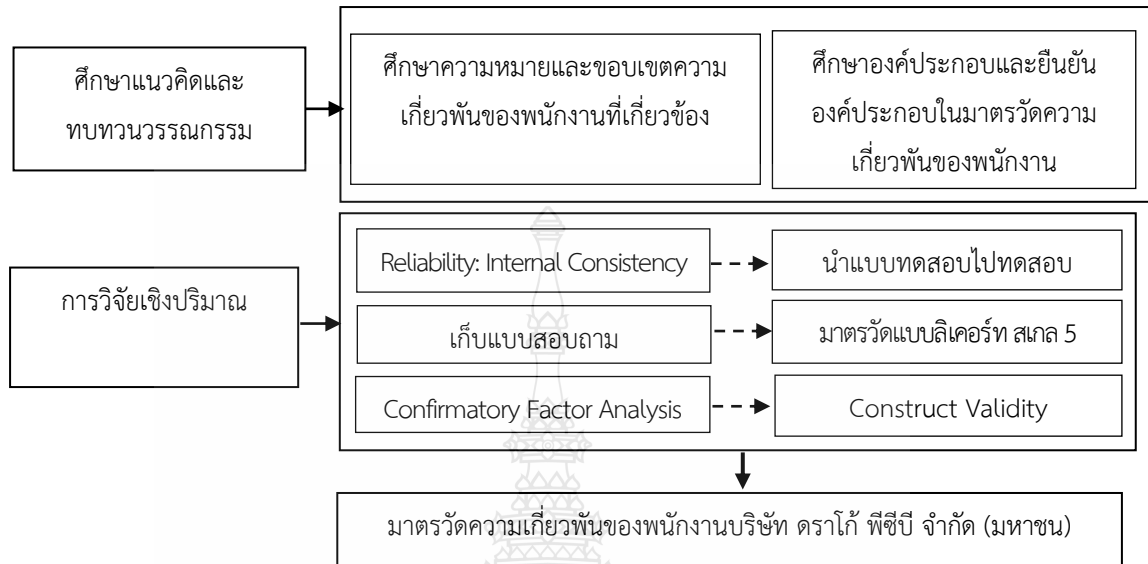 ศึกษาแนวคิดและ
ทบทวนวรรณกรรม
ศึกษาความหมายและขอบเขตความ
เกี่ยวพันของพนักงานที่เกี่ยวข้อง
ศึกษาองค์ประกอบและยืนยัน
องค์ประกอบในมาตรวัดความ
เกี่ยวพันของพนักงาน
การวิจัยเชิงปริมาณ
Reliability: Internal Consistency
นำแบบทดสอบไปทดสอบ
เก็บแบบสอบถาม
มาตรวัดแบบลิเคอร์ท สเกล 5
Confirmatory Factor Analysis
Construct Validity
มาตรวัดความเกี่ยวพันของพนักงานบริษัท ดราโก้ พีซีบี จำกัด (มหาชน)